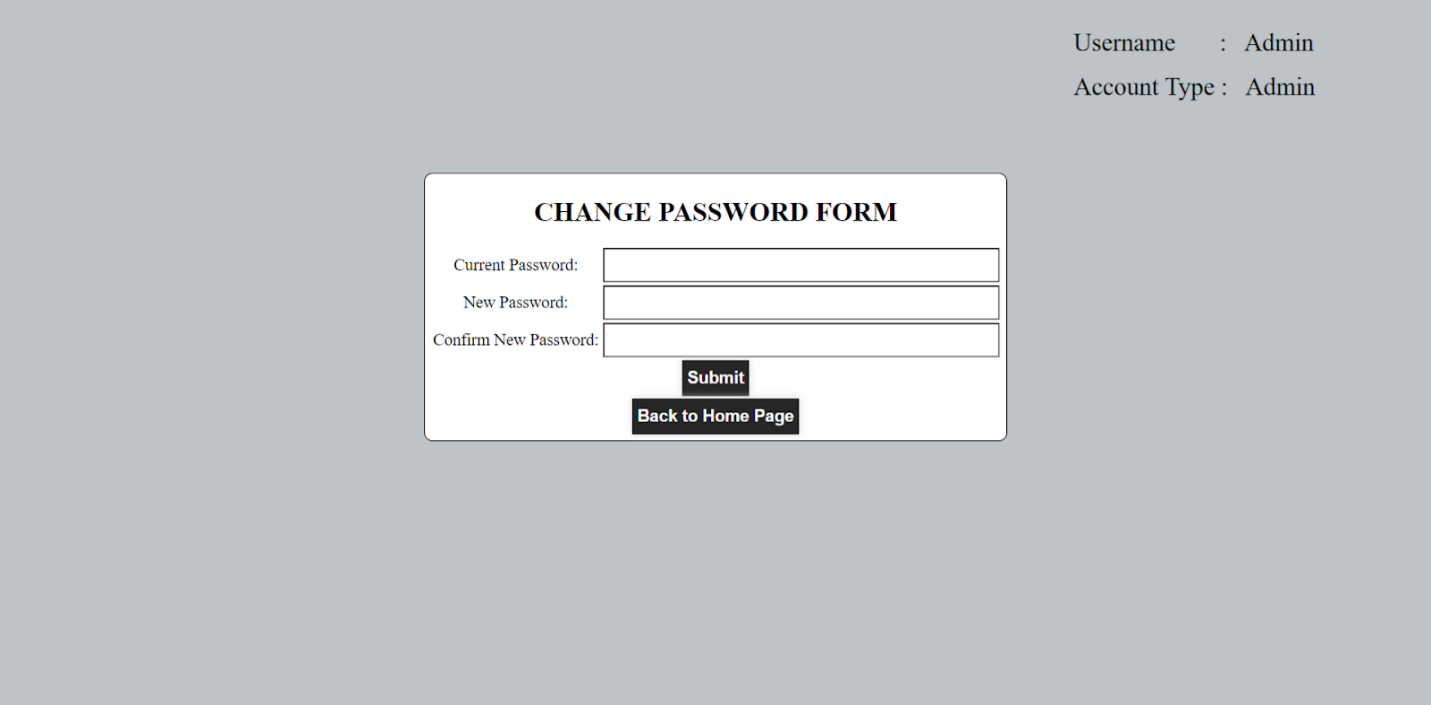 Username : Admin
Account Type : Admin
CHANGE PASSWORD FORM
Current Password:
New Password:
Confirm New Password:
Submit
Back to Home Page